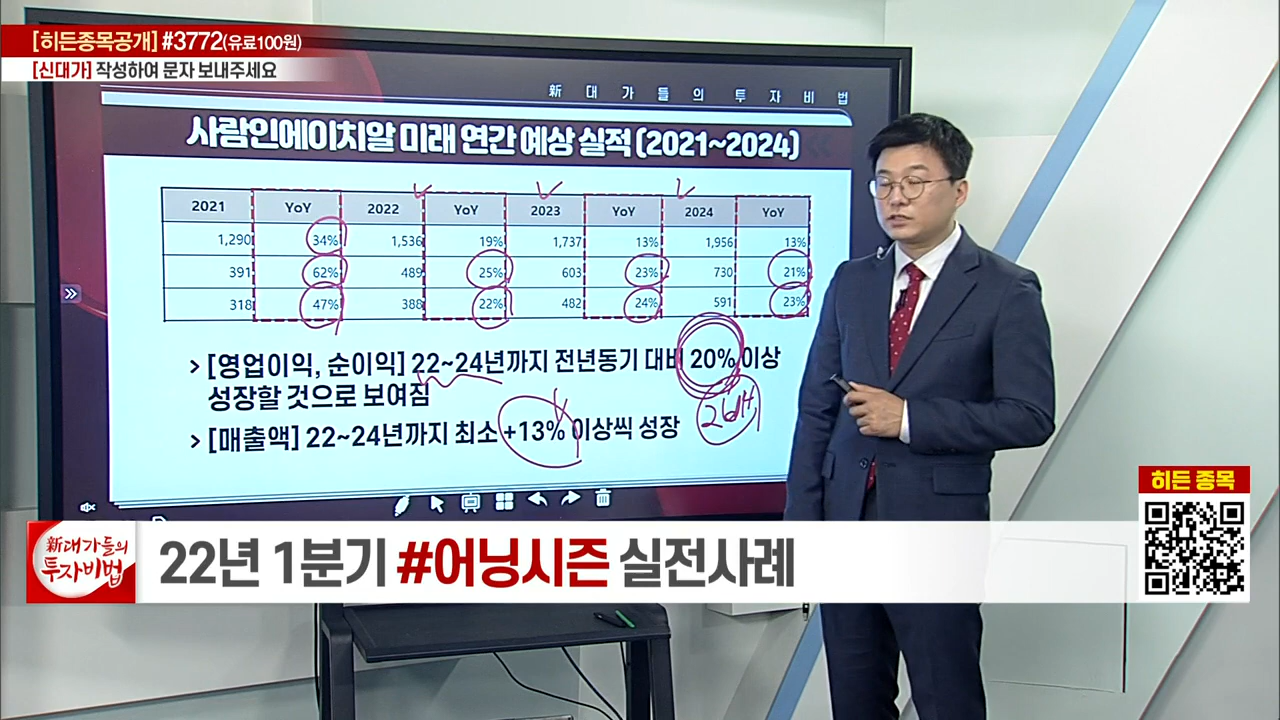 [히든종목공개] #3772(유료100원)
[신대가] 작성하여 문자 보내주세요
新 대 가 들 의 투 자 비 법
사람인에이치알 미래 연간 예상 실적 (2021~2024)
2021 YoY 2022 YoY 2023 YoY 2024 YoY
1,290 34% 1,536 19% 1,737 13% 1,956 13%
391 62% 489 25% 603 23% 730 21%
318 47% 388 22% 482 24% 591 23%
> [영업이익, 순이익] 22~24년까지 전년동기 대비 20% 이상
성장할 것으로 보여짐
> [매출액] 22~24년까지 최소 +13% 이상씩 성장
히든 종목
新대가들의
투자비법
22년 1분기 #어닝시즌 실전사례